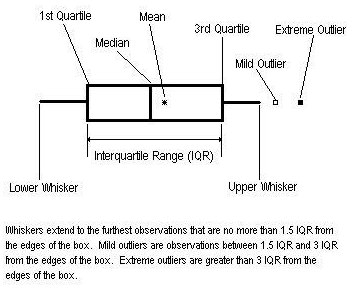 1st Quartile
Mean
3rd Quartile
Extreme Outlier
Median
Mild Outlier
Interquartile Range (IQR)
Lower Whisker
Upper Whisker
Whiskers extend to the furthest observations that are no more than 1.5 IQR from
the edges of the box. Mild outliers are observations between 1.5 IQR and 3 IQR
from the edges of the box. Extreme outliers are greater than 3 IQR from the
edges of the box.